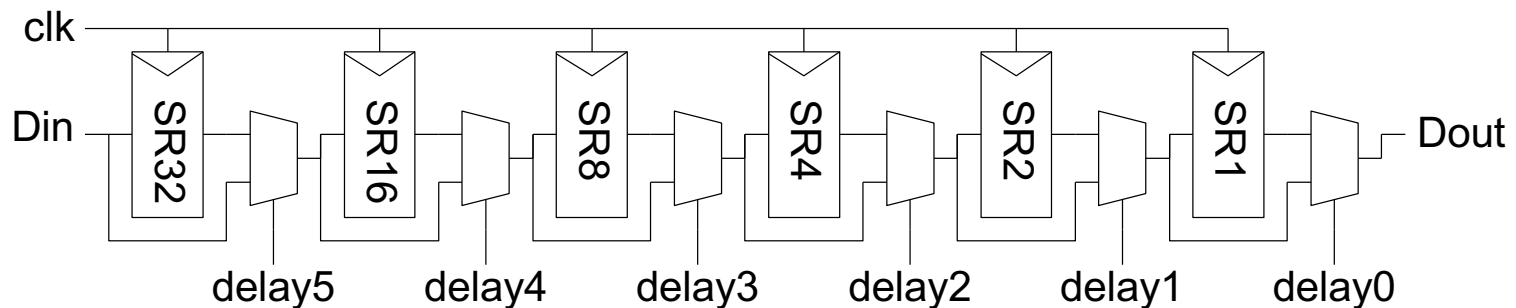 clk
Din
SR32
SR16
SR8
SR4
SR2
SR1
Dout
delay5
delay4
delay3
delay2
delay1
delay0